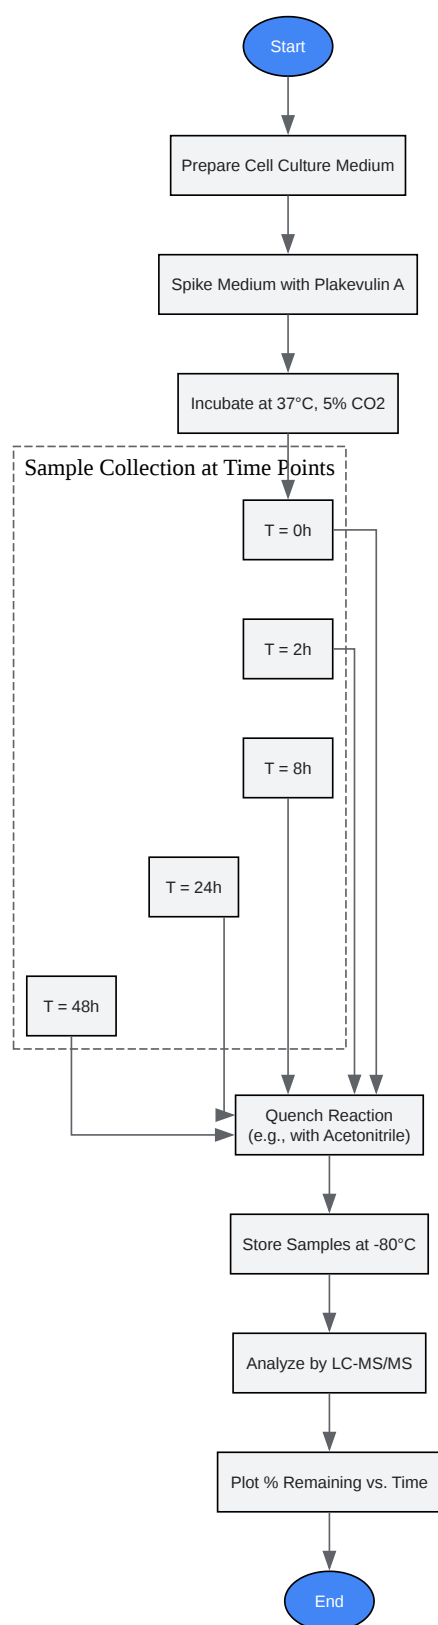 Start
Prepare Cell Culture Medium
Spike Medium with Plakevulin A
Incubate at 37°C, 5% CO2
Sample Collection at Time Points
T = 0h
T = 2h
T = 8h
T = 24h
T = 48h
Quench Reaction
(e.g., with Acetonitrile)
Store Samples at -80°C
Analyze by LC-MS/MS
Plot % Remaining vs. Time
End